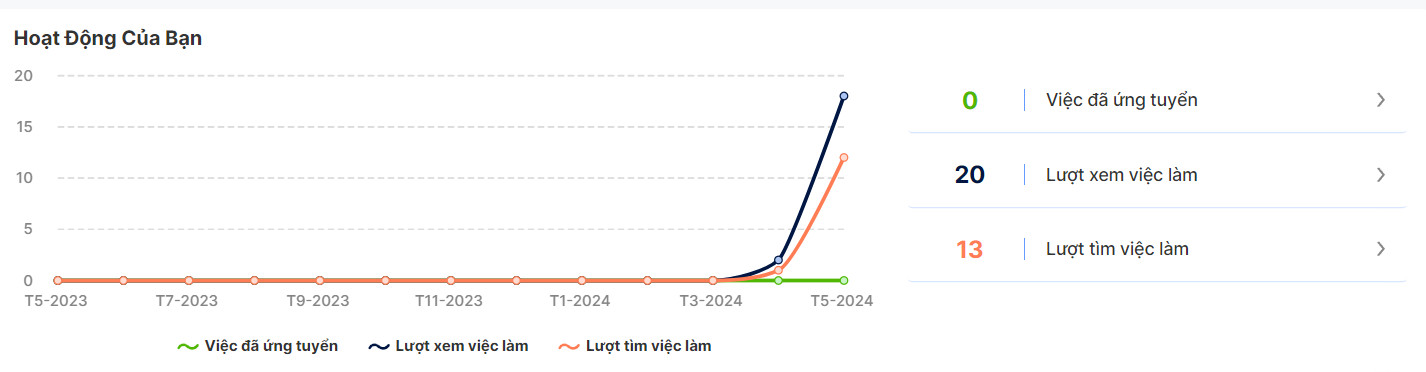 Hoạt Động Của Bạn
20
15
10
5
0
T5-2023 T7-2023 T9-2023 T11-2023 T1-2024 T3-2024 T5-2024
Việc đã ứng tuyển Lượt xem việc làm Lượt tìm việc làm
0 Việc đã ứng tuyển
20 Lượt xem việc làm
13 Lượt tìm việc làm